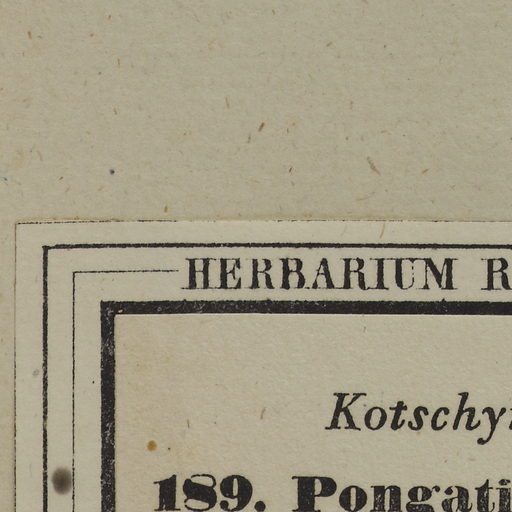 HERBARIUM R
Kotschy
189. Pongati